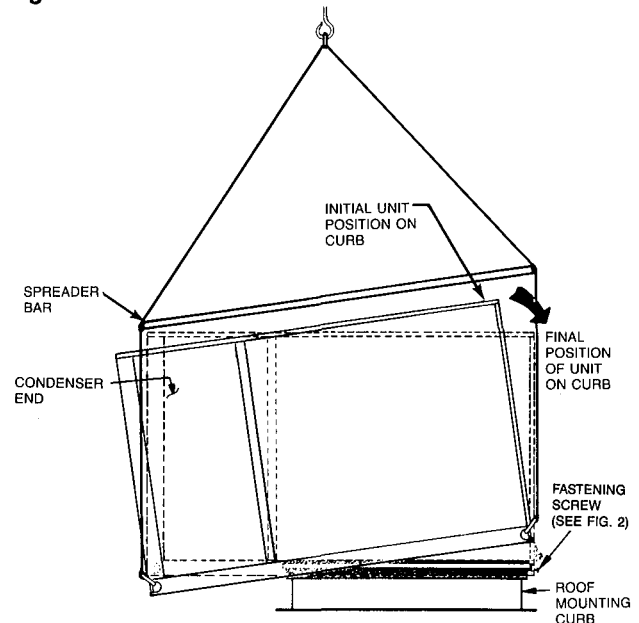 INITIAL UNIT
POSITION ON
CURB
SPREADER
BAR
FINAL
POSITION
OF UNIT
ON CURB
CONDENSER
END
FASTENING
SCREW
(SEE FIG. 2)
ROOF
MOUNTING
CURB